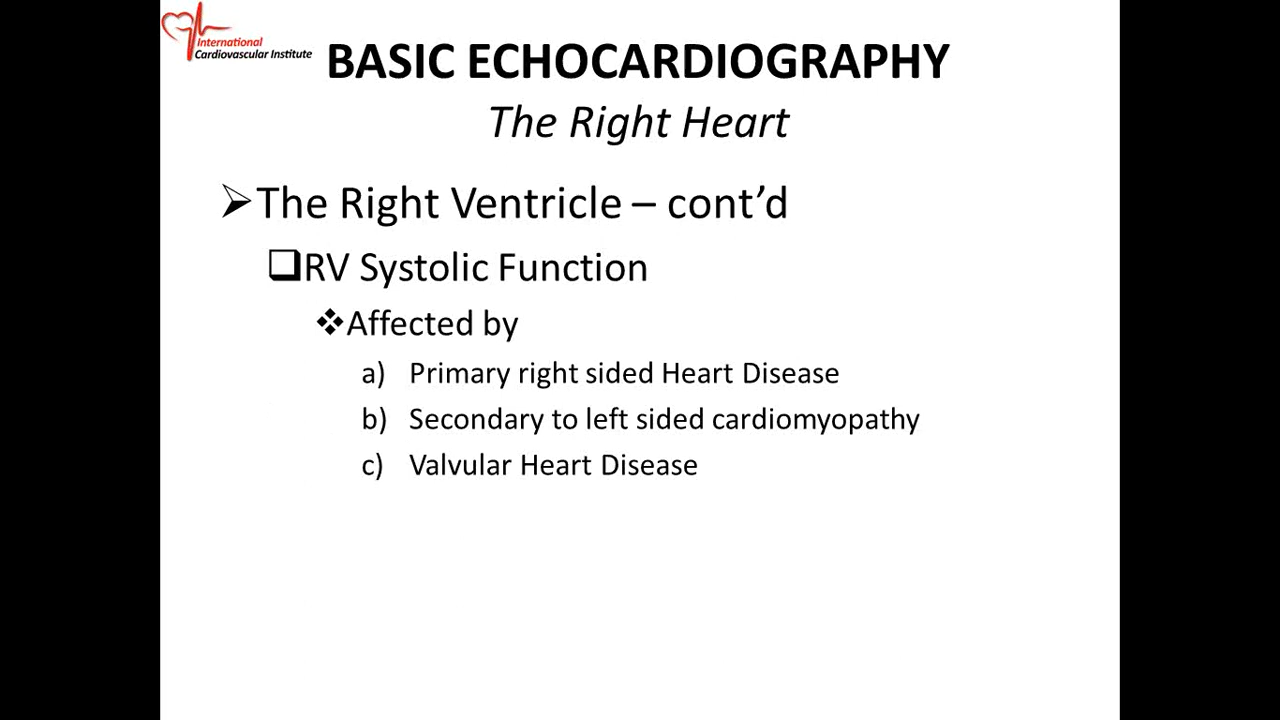 International
Cardiovascular Institute
BASIC ECHOCARDIOGRAPHY
The Right Heart
The Right Ventricle – cont’d
RV Systolic Function
Affected by
a) Primary right sided Heart Disease
b) Secondary to left sided cardiomyopathy
c) Valvular Heart Disease